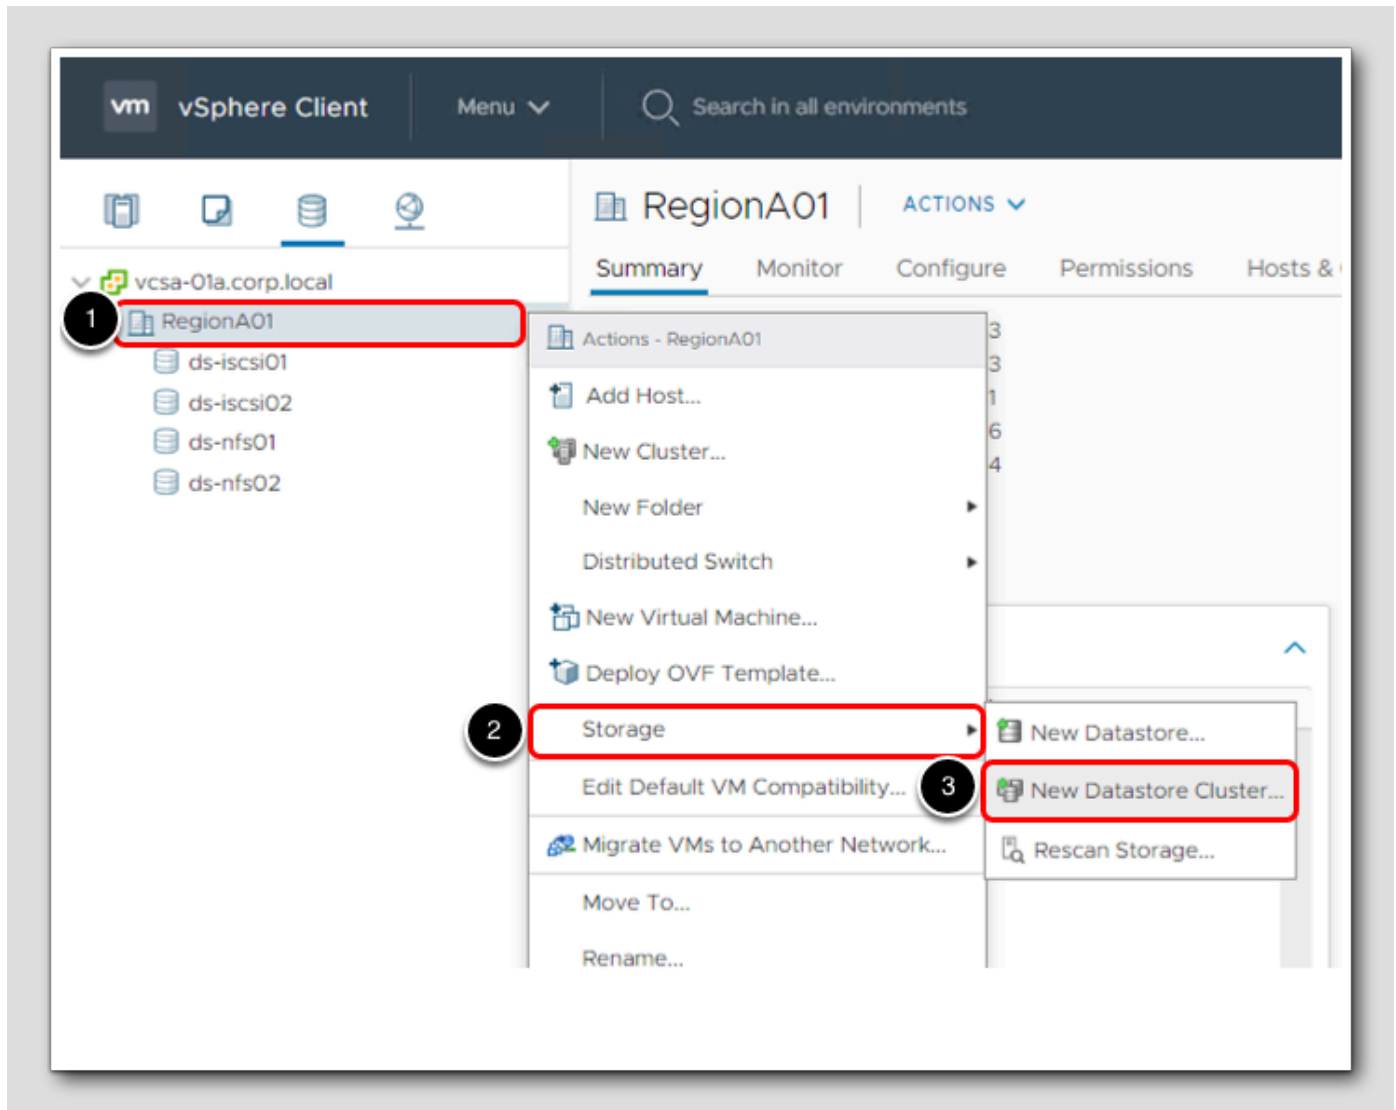 vm vSphere Client Menu Search in all environments
RegionA01 ACTIONS
Summary Monitor Configure Permissions Hosts &
vcsa-01a.corp.local
1 RegionA01
ds-iscsi01
ds-iscsi02
ds-nfs01
ds-nfs02
Actions - RegionA01
Add Host...
New Cluster...
New Folder
Distributed Switch
New Virtual Machine...
Deploy OVF Template...
2 Storage
Edit Default VM Compatibility...
Migrate VMs to Another Network...
Move To...
Rename...
3
3
1
6
4
New Datastore...
3 New Datastore Cluster...
Rescan Storage...